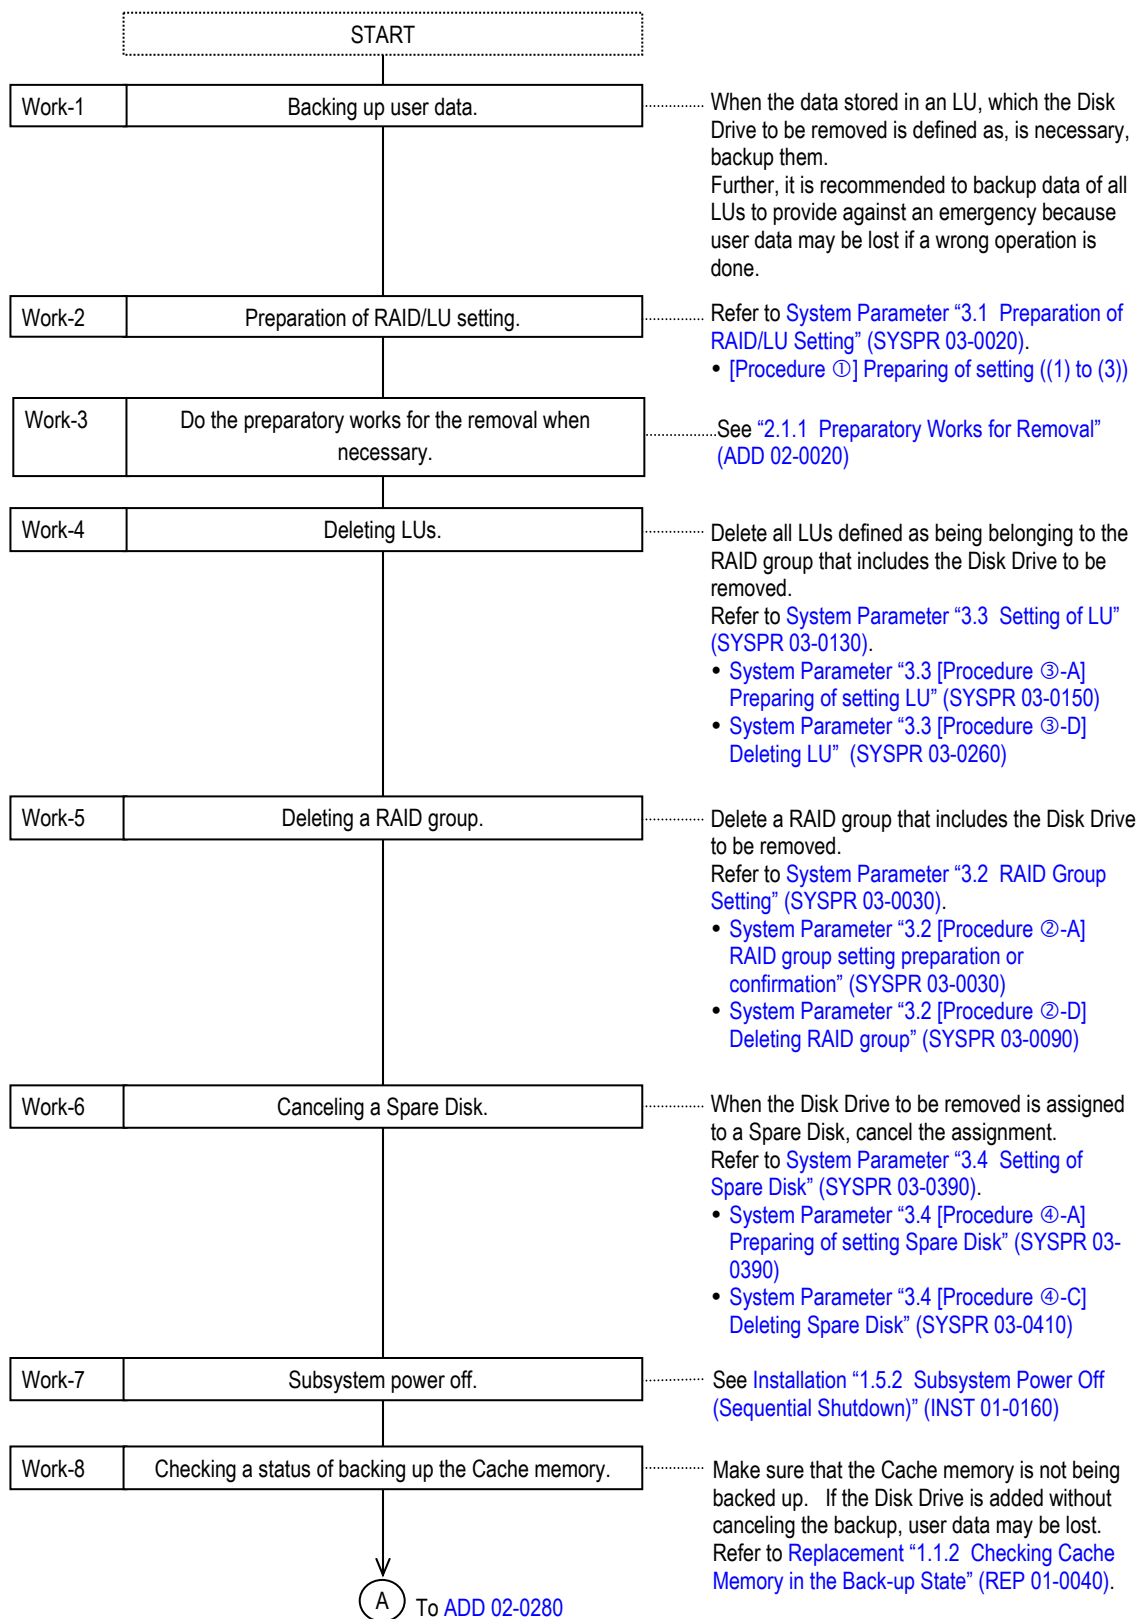 START
Work-1
Backing up user data.
When the data stored in an LU, which the Disk
Drive to be removed is defined as, is necessary,
backup them.
Further, it is recommended to backup data of all
LUs to provide against an emergency because
user data may be lost if a wrong operation is
done.
Work-2
Preparation of RAID/LU setting.
Refer to System Parameter “3.1 Preparation of
RAID/LU Setting” (SYSPR 03-0020).
• [Procedure ①] Preparing of setting ((1) to (3))
Work-3
Do the preparatory works for the removal when
necessary.
See “2.1.1 Preparatory Works for Removal”
(ADD 02-0020)
Work-4
Deleting LUs.
Delete all LUs defined as being belonging to the
RAID group that includes the Disk Drive to be
removed.
Refer to System Parameter “3.3 Setting of LU”
(SYSPR 03-0130).
• System Parameter “3.3 [Procedure ③-A]
Preparing of setting LU” (SYSPR 03-0150)
• System Parameter “3.3 [Procedure ③-D]
Deleting LU” (SYSPR 03-0260)
Work-5
Deleting a RAID group.
Delete a RAID group that includes the Disk Drive
to be removed.
Refer to System Parameter “3.2 RAID Group
Setting” (SYSPR 03-0030).
• System Parameter “3.2 [Procedure ②-A]
RAID group setting preparation or
confirmation” (SYSPR 03-0030)
• System Parameter “3.2 [Procedure ②-D]
Deleting RAID group” (SYSPR 03-0090)
Work-6
Canceling a Spare Disk.
When the Disk Drive to be removed is assigned
to a Spare Disk, cancel the assignment.
Refer to System Parameter “3.4 Setting of
Spare Disk” (SYSPR 03-0390).
• System Parameter “3.4 [Procedure ④-A]
Preparing of setting Spare Disk” (SYSPR 03-
0390)
• System Parameter “3.4 [Procedure ④-C]
Deleting Spare Disk” (SYSPR 03-0410)
Work-7
Subsystem power off.
See Installation “1.5.2 Subsystem Power Off
(Sequential Shutdown)” (INST 01-0160)
Work-8
Checking a status of backing up the Cache memory.
Make sure that the Cache memory is not being
backed up. If the Disk Drive is added without
canceling the backup, user data may be lost.
Refer to Replacement “1.1.2 Checking Cache
Memory in the Back-up State” (REP 01-0040).
A
To ADD 02-0280